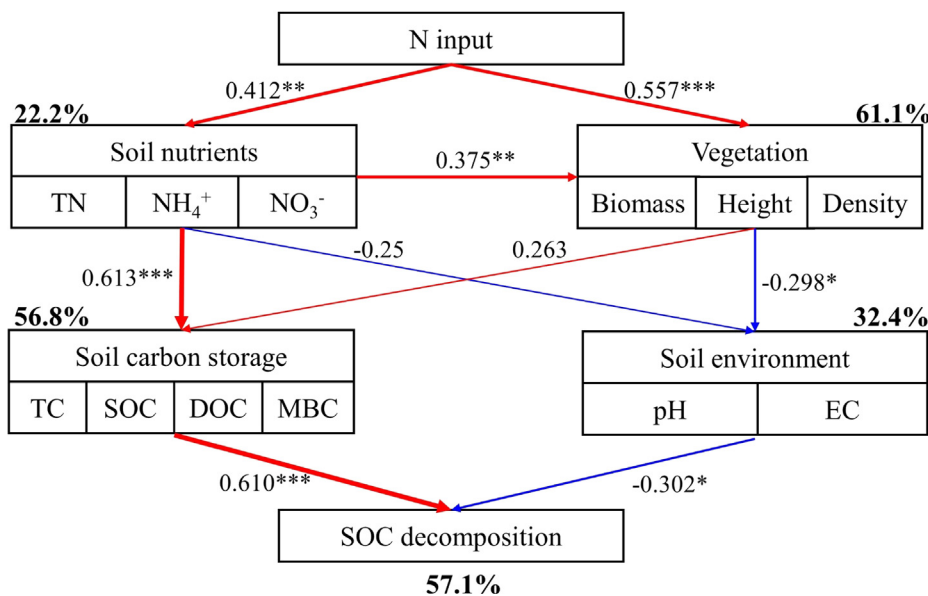 N input
0.412**
0.557***
22.2%
61.1%
Soil nutrients
Vegetation
0.375**
TN
NH₄⁺
NO₃⁻
Biomass
Height
Density
-0.25
0.263
0.613***
-0.298*
56.8%
32.4%
Soil carbon storage
Soil environment
TC
SOC
DOC
MBC
pH
EC
0.610***
-0.302*
SOC decomposition
57.1%